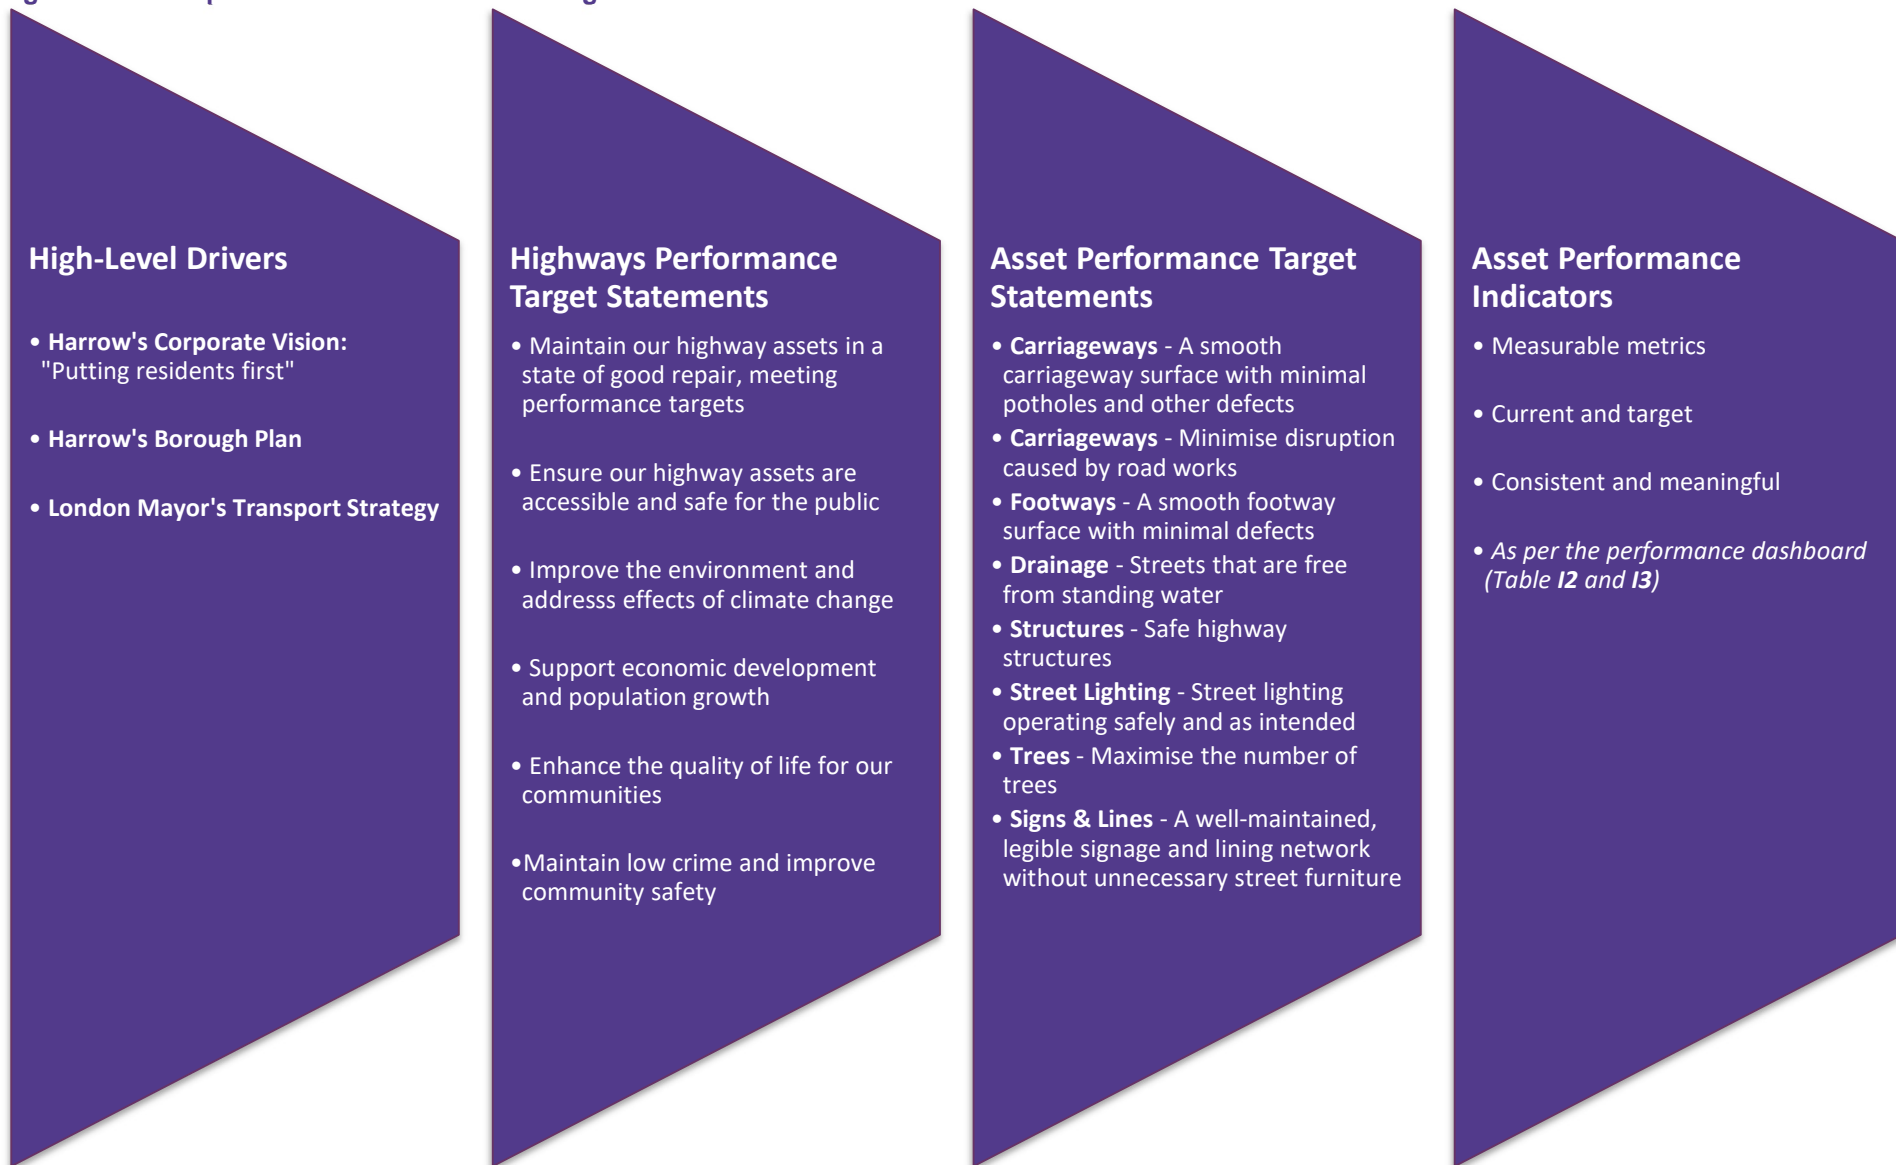 High-Level Drivers
• Harrow's Corporate Vision:
"Putting residents first"
• Harrow's Borough Plan
• London Mayor's Transport Strategy
Highways Performance
Target Statements
• Maintain our highway assets in a
state of good repair, meeting
performance targets
• Ensure our highway assets are
accessible and safe for the public
• Improve the environment and
addresss effects of climate change
• Support economic development
and population growth
• Enhance the quality of life for our
communities
•Maintain low crime and improve
community safety
Asset Performance Target
Statements
• Carriageways - A smooth
carriageway surface with minimal
potholes and other defects
• Carriageways - Minimise disruption
caused by road works
• Footways - A smooth footway
surface with minimal defects
• Drainage - Streets that are free
from standing water
• Structures - Safe highway
structures
• Street Lighting - Street lighting
operating safely and as intended
• Trees - Maximise the number of
trees
• Signs & Lines - A well-maintained,
legible signage and lining network
without unnecessary street furniture
Asset Performance
Indicators
• Measurable metrics
• Current and target
• Consistent and meaningful
• As per the performance dashboard
(Table I2 and I3)